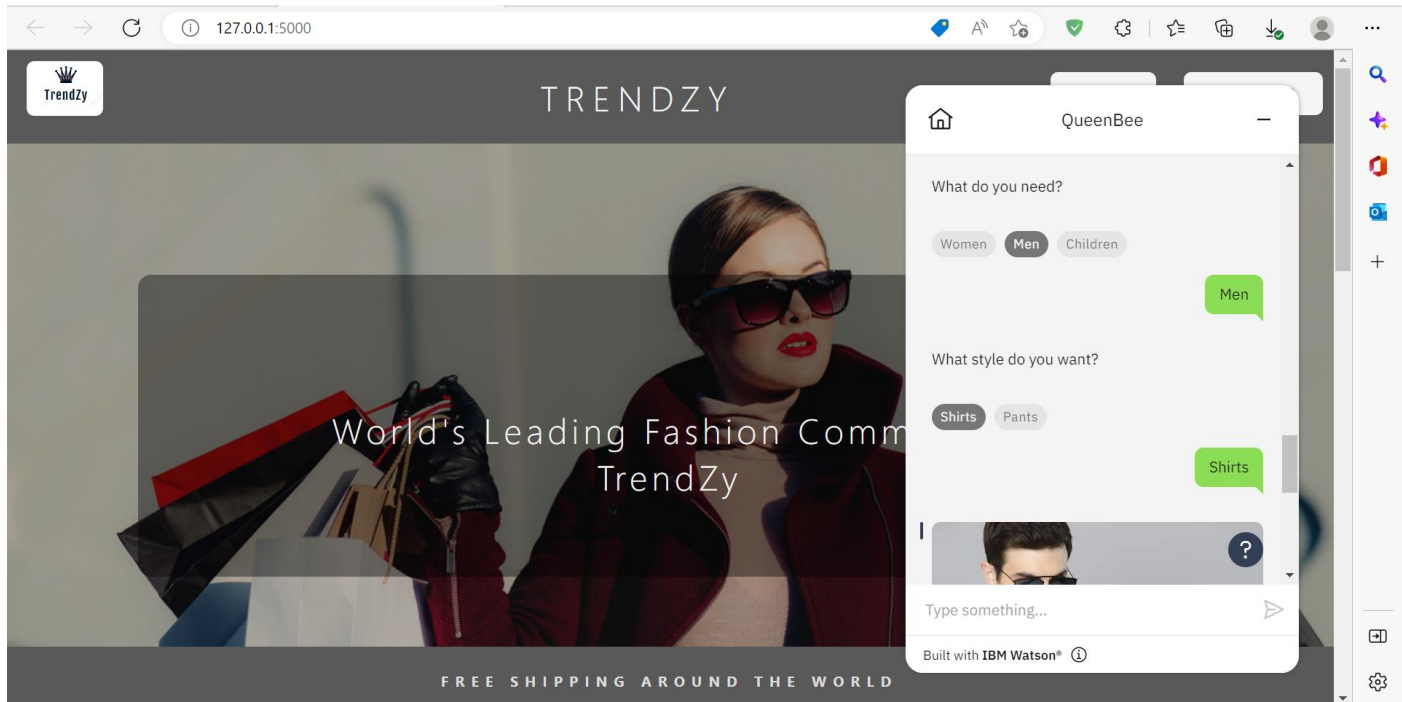 127.0.0.1:5000
TrendZy
TRENDZY
World's Leading Fashion Comm
TrendZy
FREE SHIPPING AROUND THE WORLD
QueenBee
What do you need?
Women Men Children
Men
What style do you want?
Shirts Pants
Shirts
?
Type something...
Built with IBM Watson®